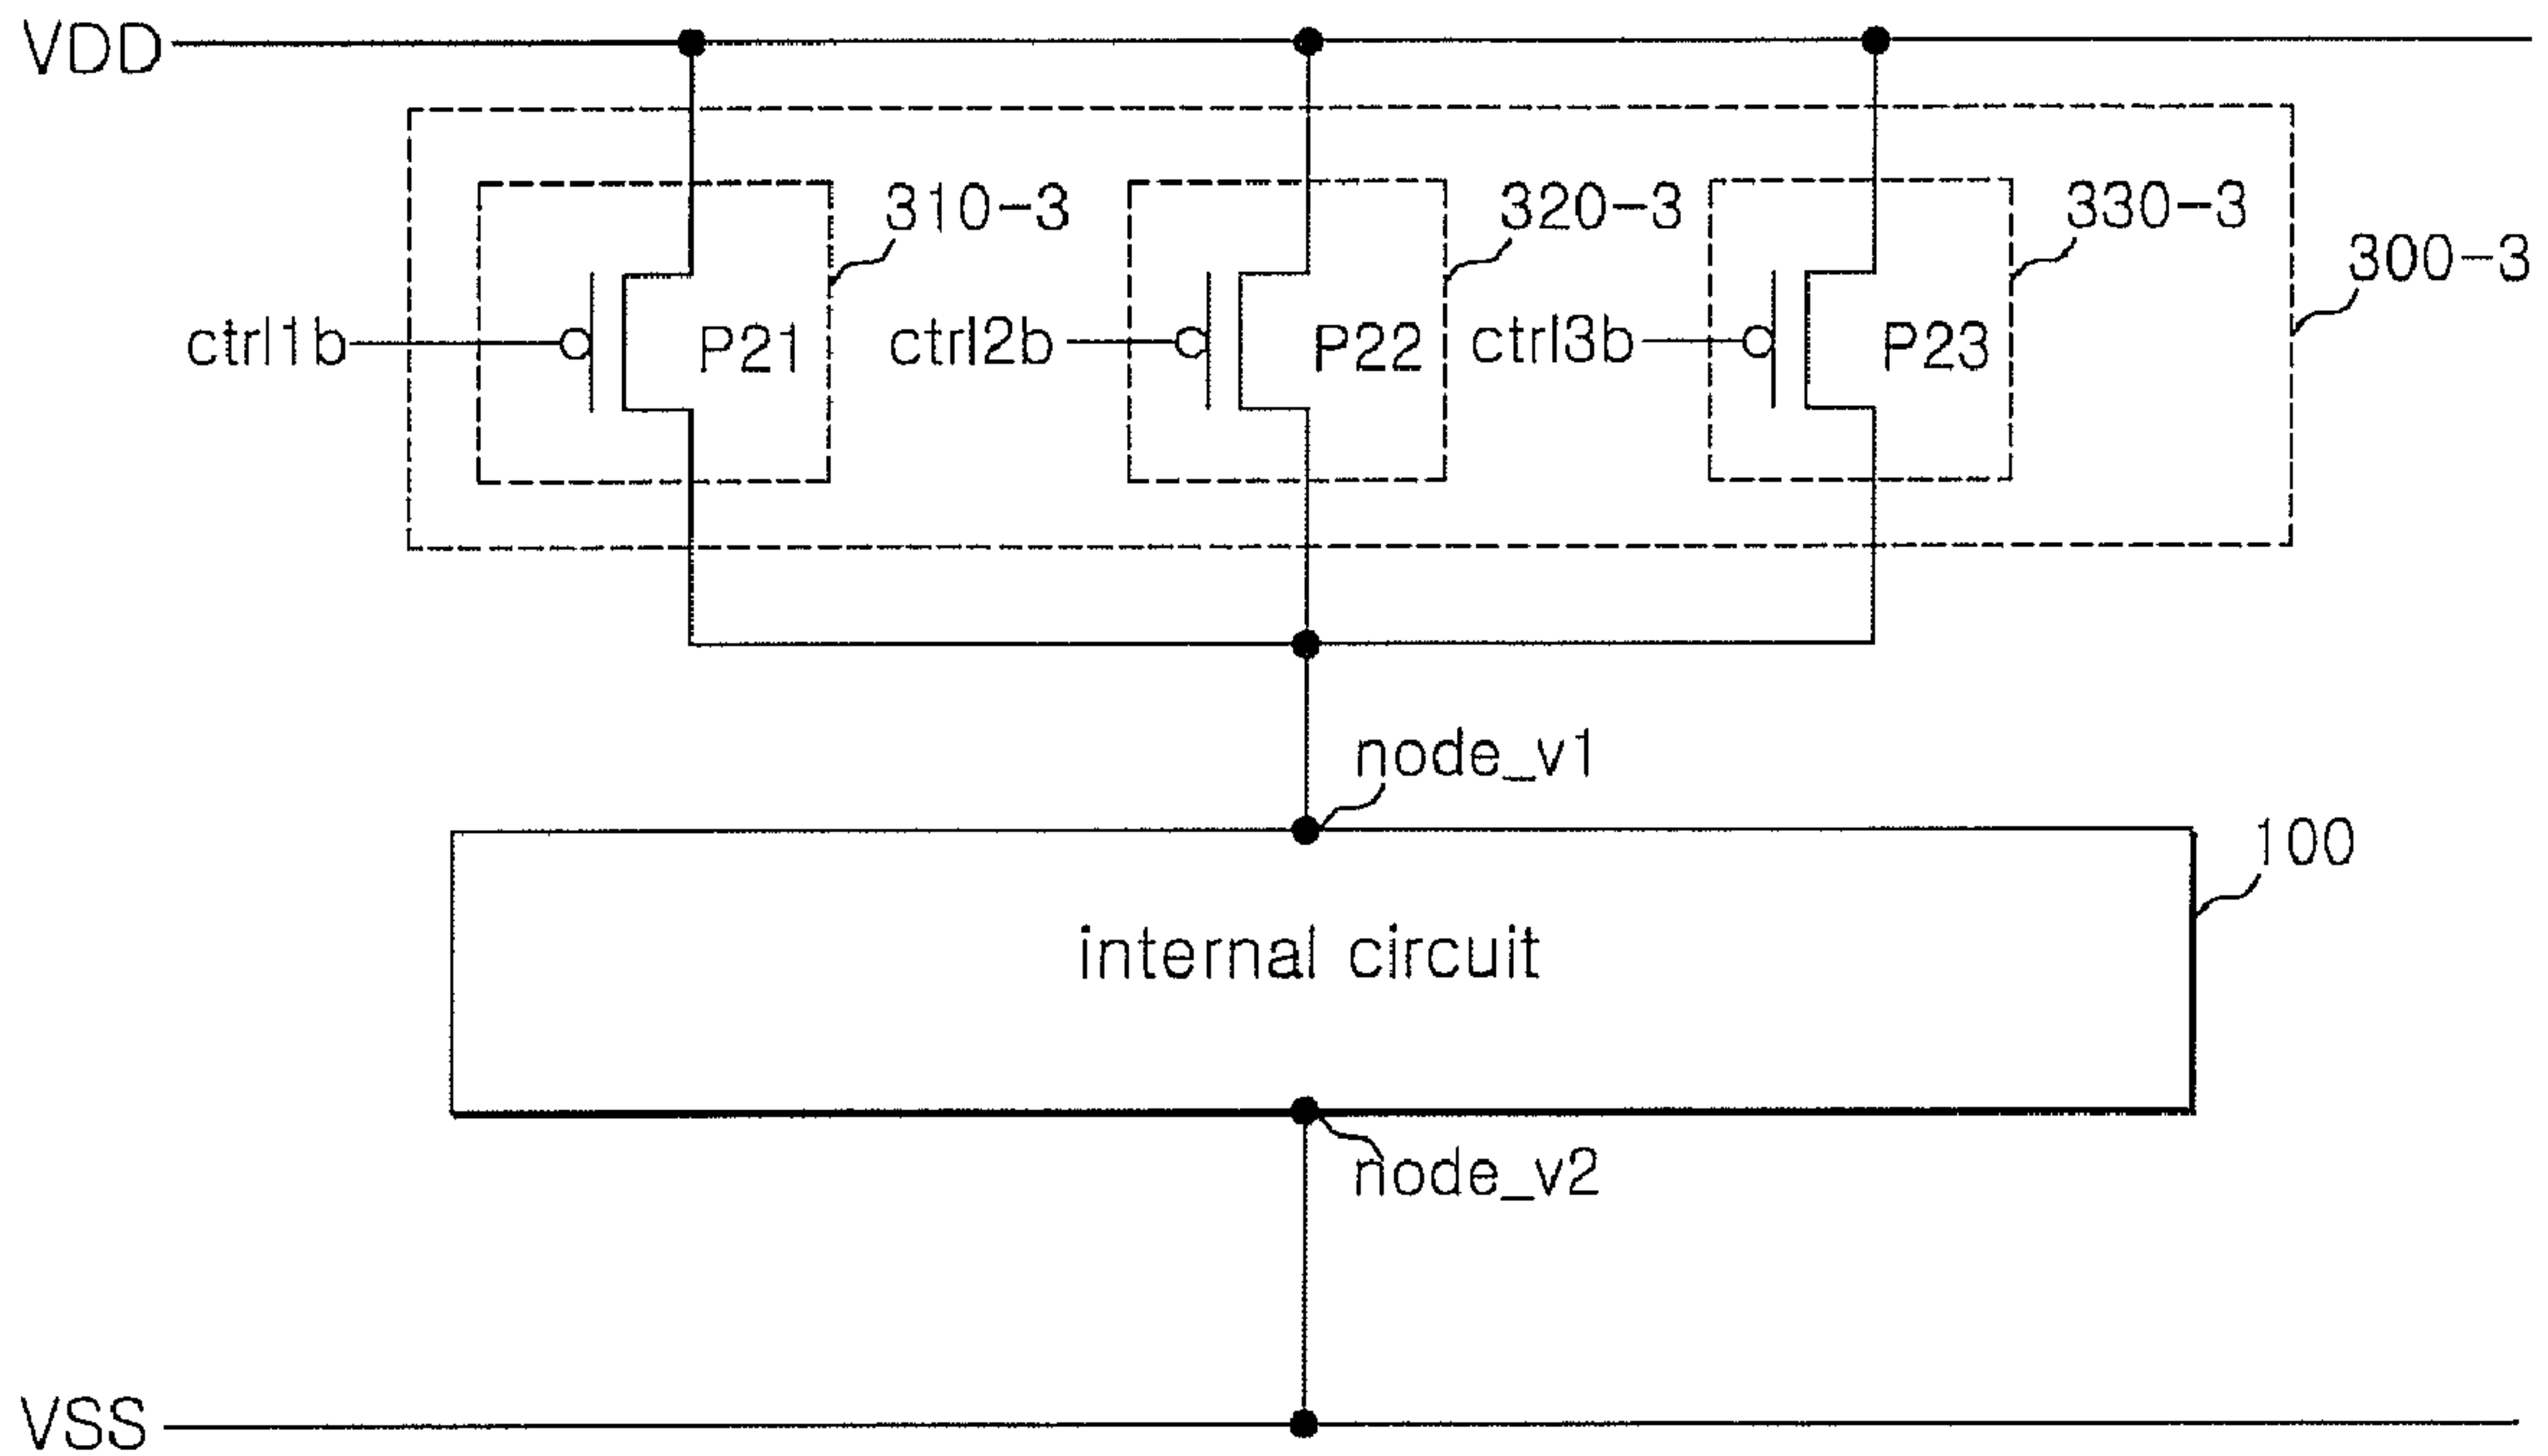 VDD
310-3
320-3
330-3
300-3
ctrl1b
P21
ctrl2b
P22
ctrl3b
P23
node_v1
100
internal circuit
node_v2
VSS